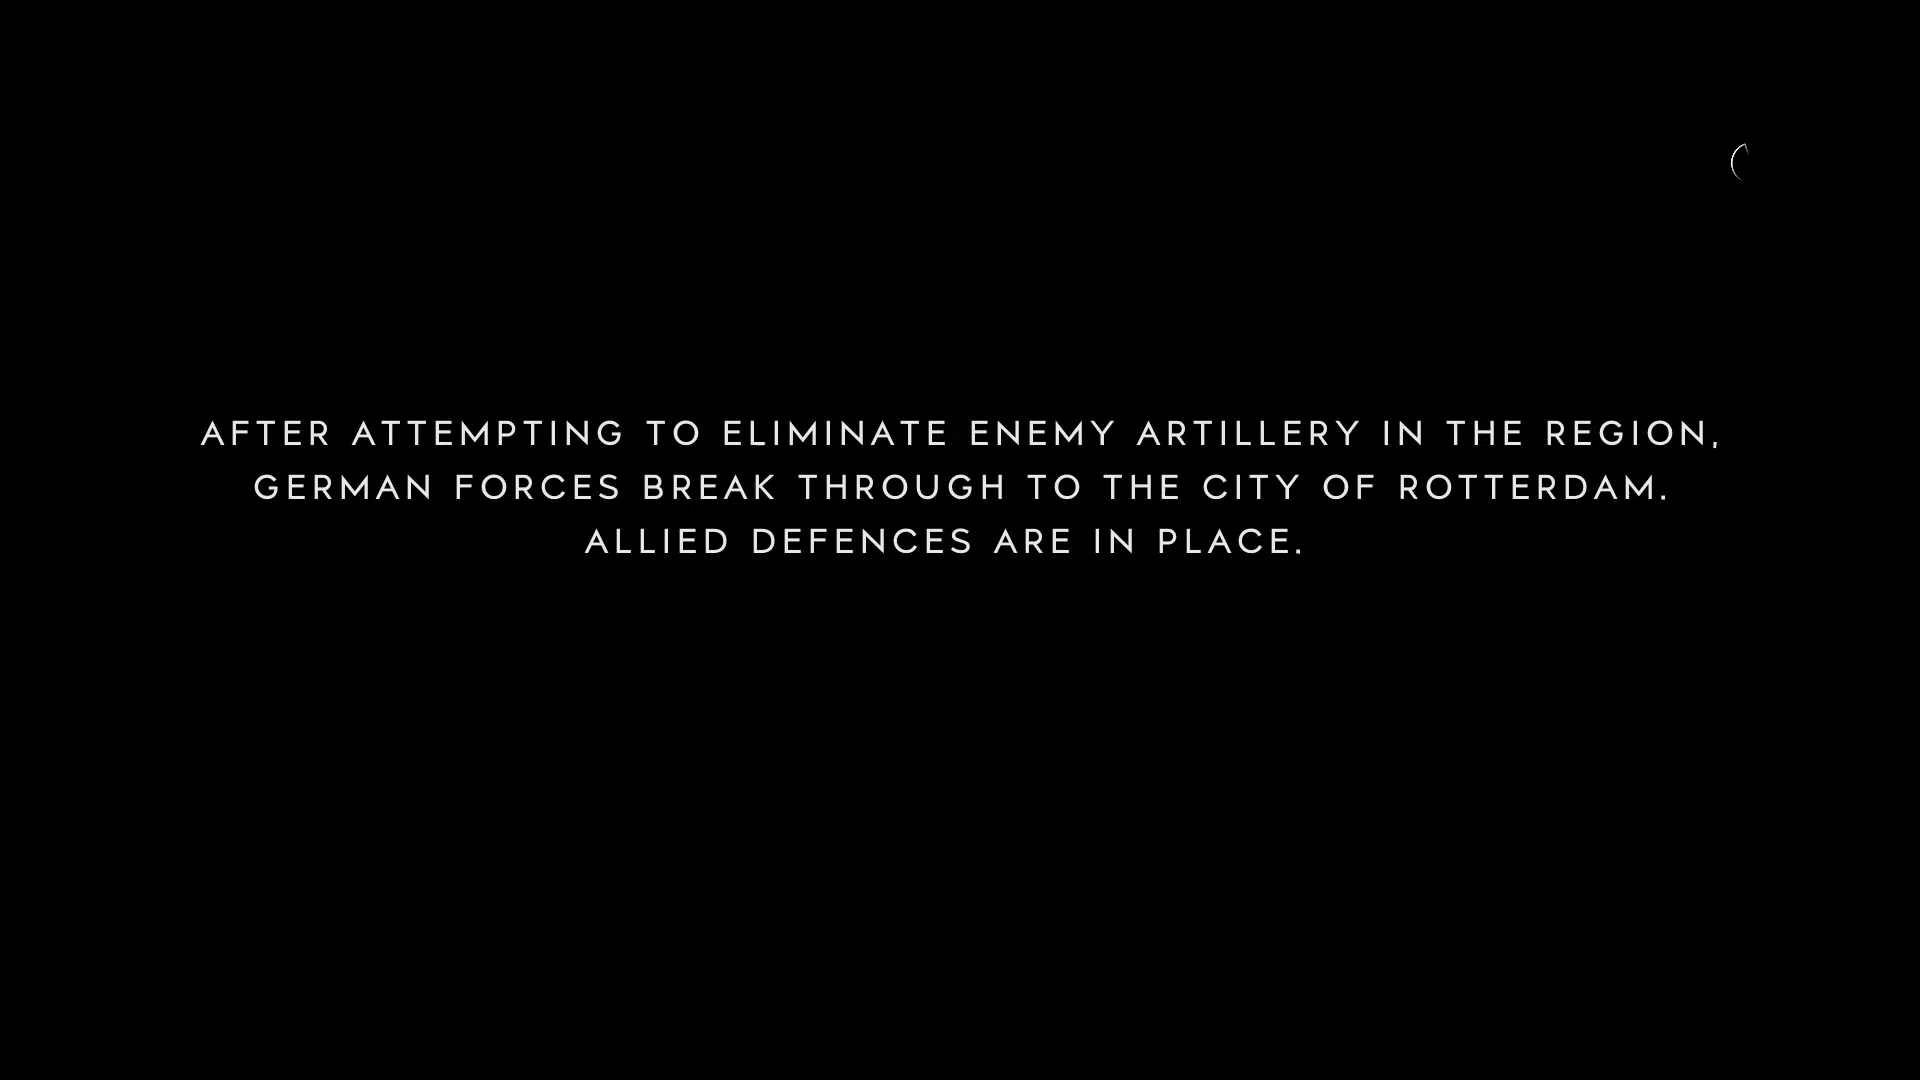 AFTER ATTEMPTING TO ELIMINATE ENEMY ARTILLERY IN THE REGION,
GERMAN FORCES BREAK THROUGH TO THE CITY OF ROTTERDAM.
ALLIED DEFENCES ARE IN PLACE.